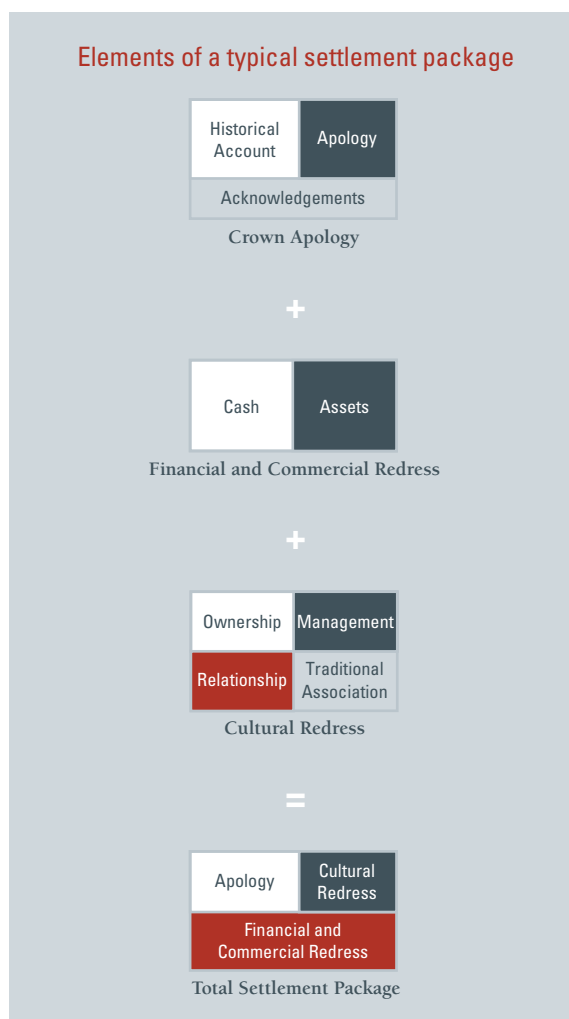 Elements of a typical settlement package
Historical
Account
Apology
Acknowledgements
Crown Apology
+
Cash
Assets
Financial and Commercial Redress
+
Ownership
Management
Relationship
Traditional
Association
Cultural Redress
=
Apology
Cultural
Redress
Financial and
Commercial Redress
Total Settlement Package